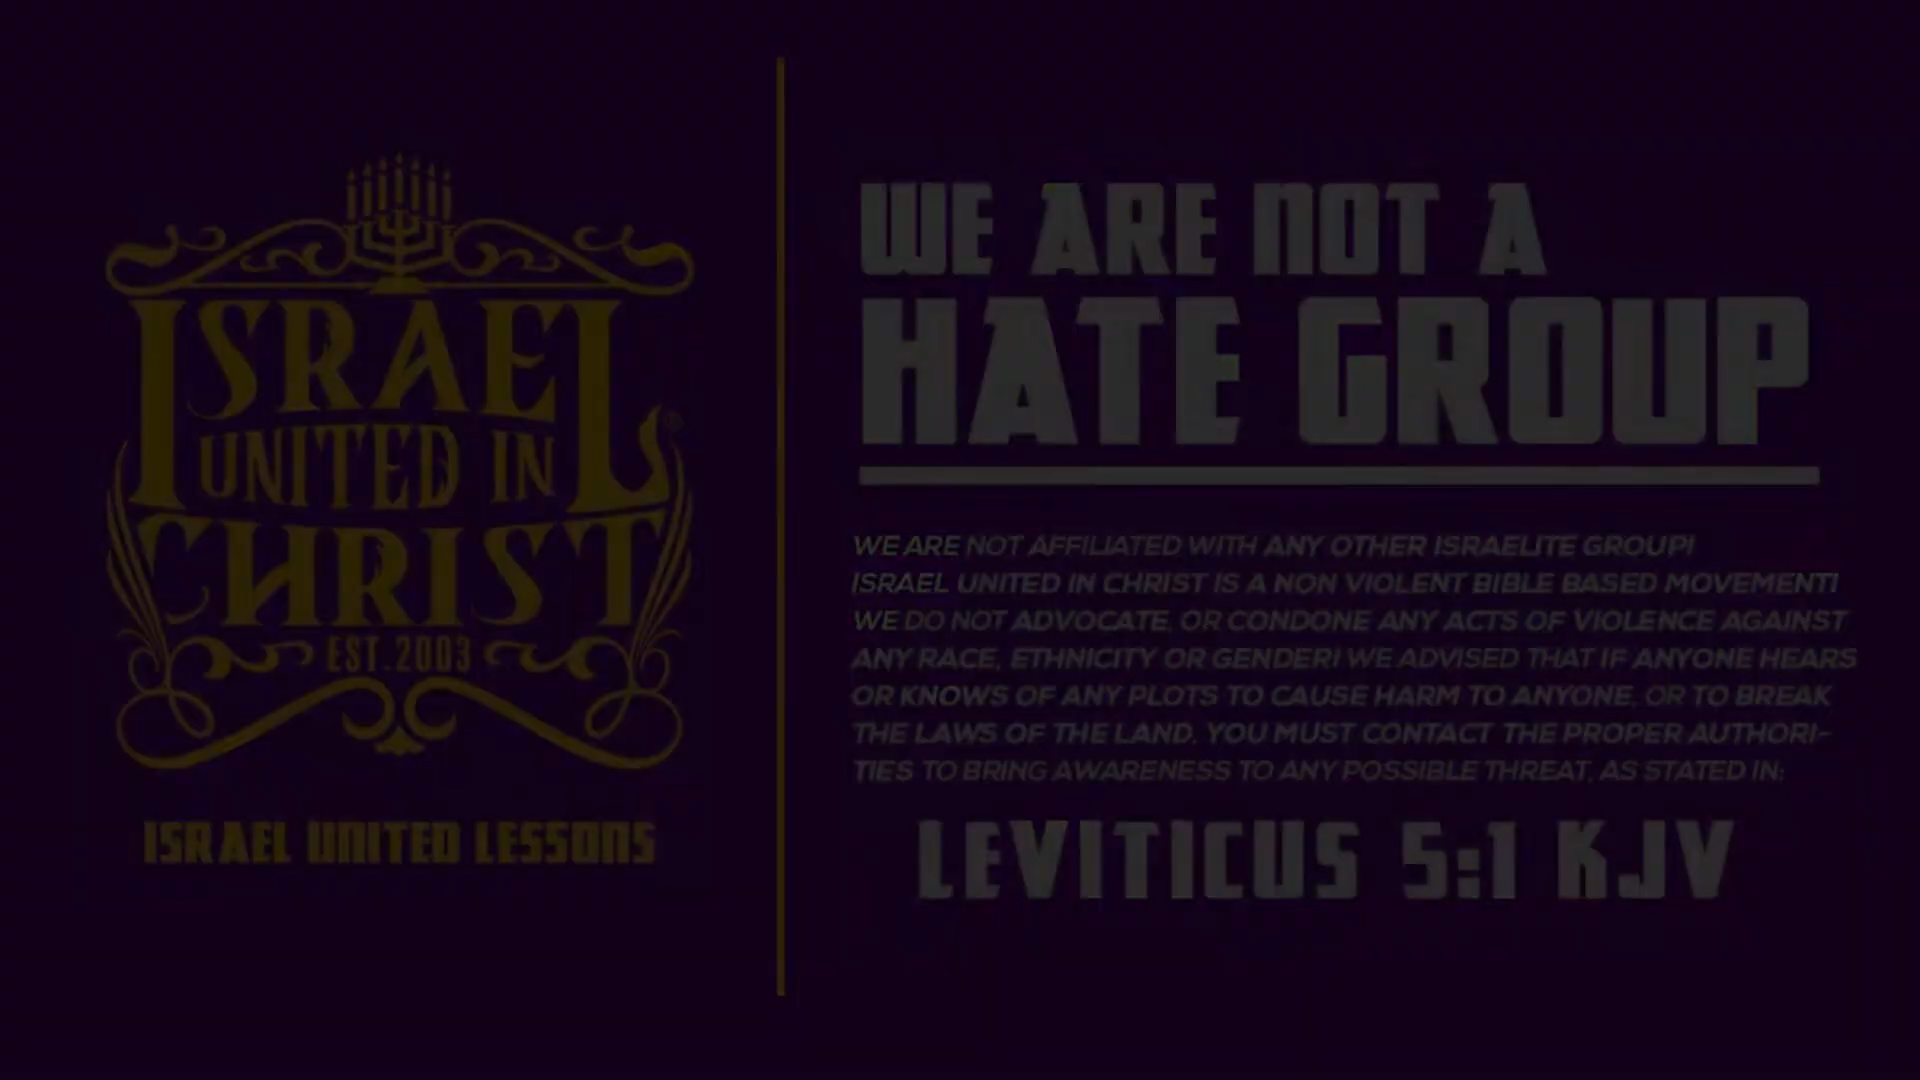 ISRAEL
UNITED IN
CHRIST
®
EST. 2003
ISRAEL UNITED LESSONS
WE ARE NOT A
HATE GROUP
WE ARE NOT AFFILIATED WITH ANY OTHER ISRAELITE GROUP!
ISRAEL UNITED IN CHRIST IS A NON VIOLENT BIBLE BASED MOVEMENT!
WE DO NOT ADVOCATE, OR CONDONE ANY ACTS OF VIOLENCE AGAINST
ANY RACE, ETHNICITY OR GENDER! WE ADVISED THAT IF ANYONE HEARS
OR KNOWS OF ANY PLOTS TO CAUSE HARM TO ANYONE, OR TO BREAK
THE LAWS OF THE LAND, YOU MUST CONTACT THE PROPER AUTHORI-
TIES TO BRING AWARENESS TO ANY POSSIBLE THREAT, AS STATED IN:
LEVITICUS 5:1 KJV